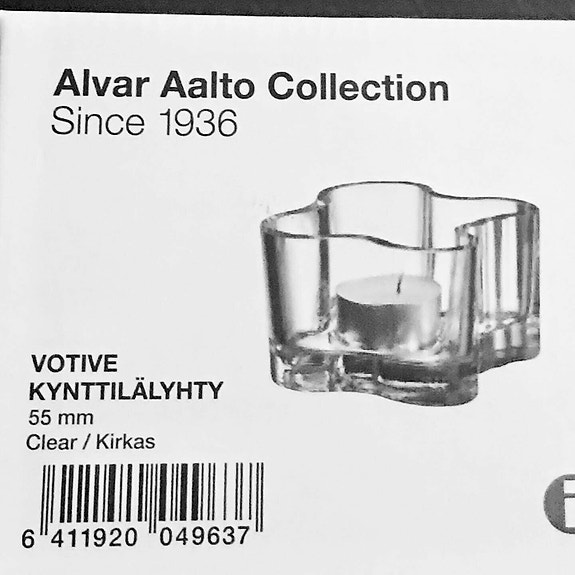 Alvar Aalto Collection
Since 1936
VOTIVE
KYNTTILÄLYHTY
55 mm
Clear / Kirkas
6 411920 049637